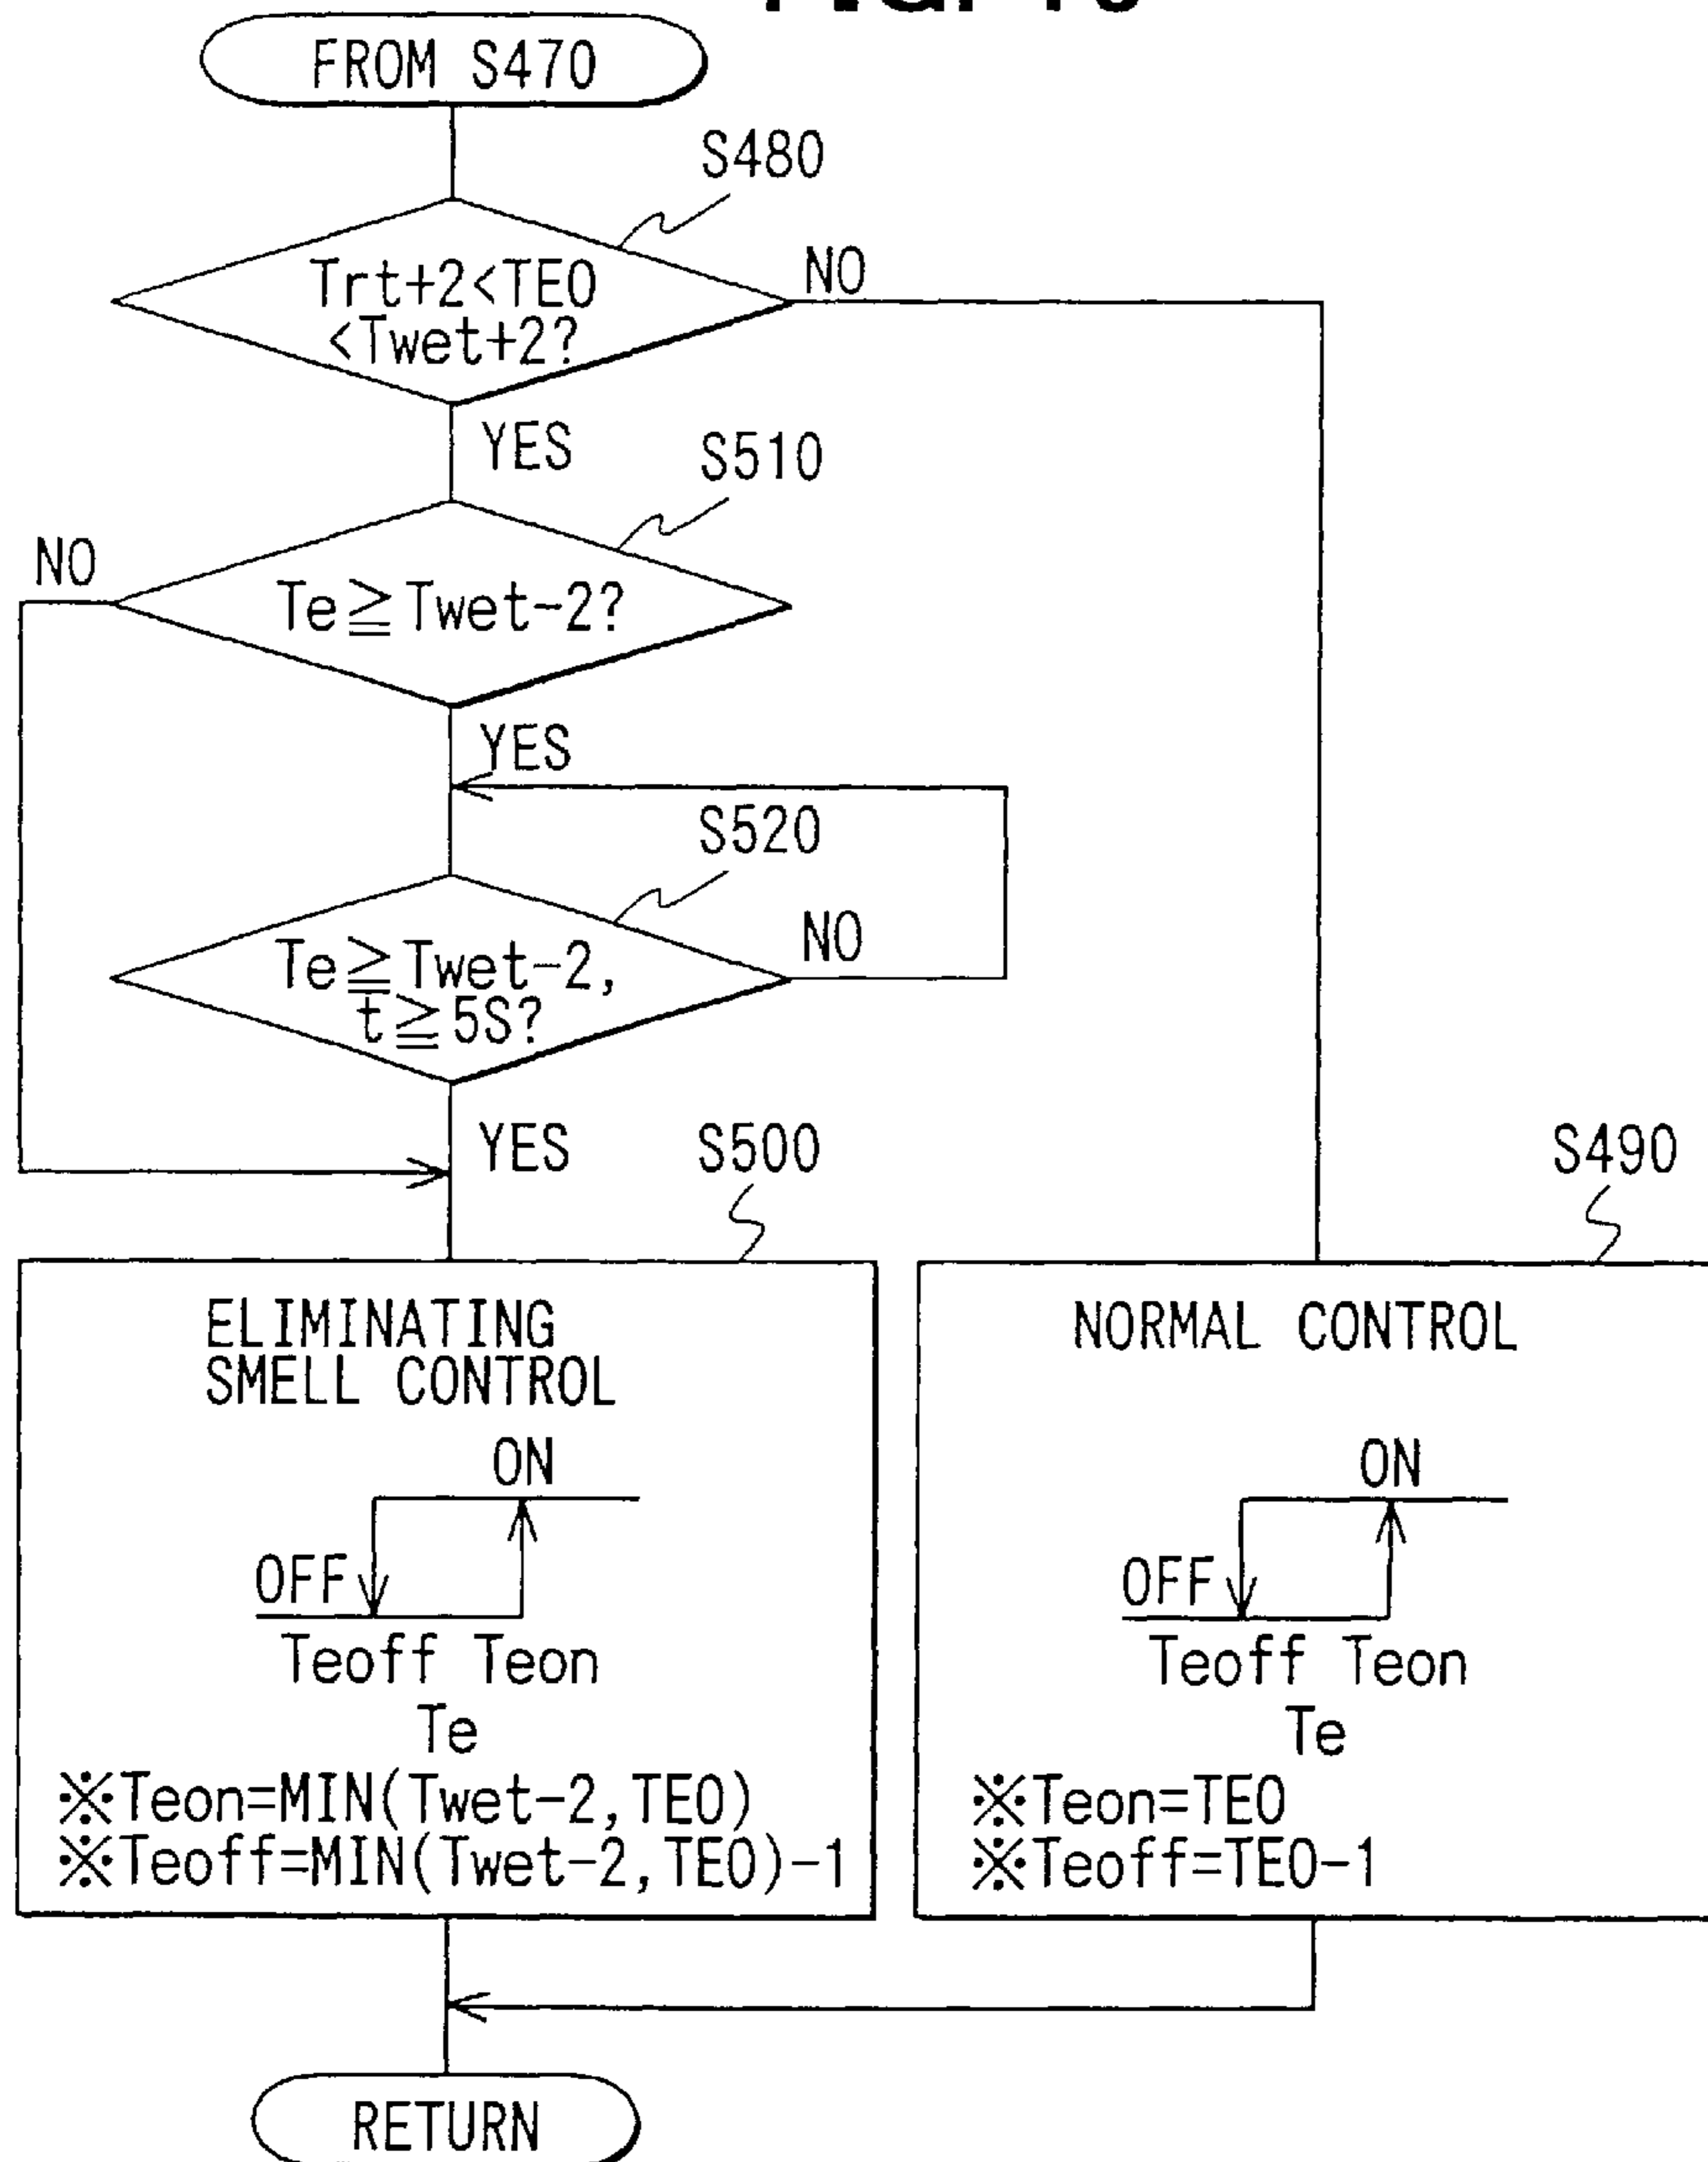 FROM S470
S480
Trt+2<TEO
<Twet+2?
NO
YES
S510
NO
Te≧Twet-2?
YES
S520
Te≧Twet-2,
t≧5S?
NO
YES
S500
S490
ELIMINATING
SMELL CONTROL
ON
OFF
Teoff Teon
Te
※Teon=MIN(Twet-2,TEO)
※Teoff=MIN(Twet-2,TEO)-1
NORMAL CONTROL
ON
OFF
Teoff Teon
Te
※Teon=TEO
※Teoff=TEO-1
RETURN